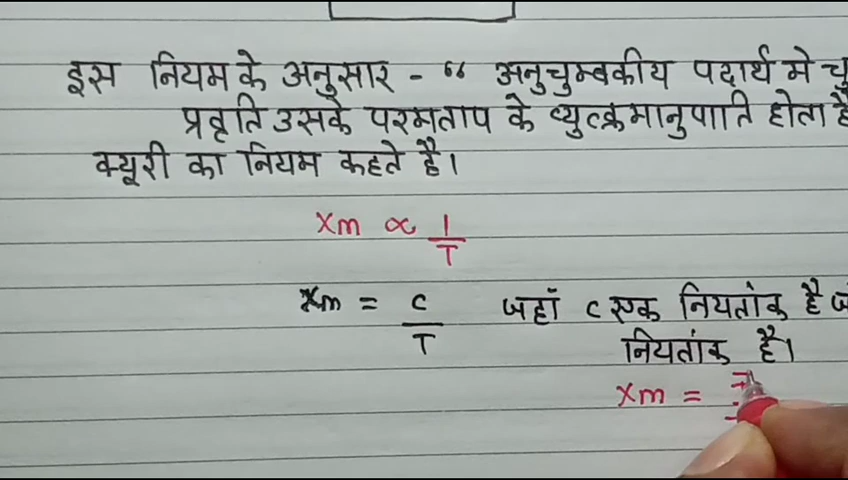 इस नियम के अनुसार - “ अनुचुम्बकीय पदार्थ मे
प्रवृति उसके परमताप के व्युत्क्रमानुपाति होता है
क्यूरी का नियम कहते है।
xm ∝ 1/T
xm = c/T जहाँ c एक नियतांक है
नियतांक है।
xm =